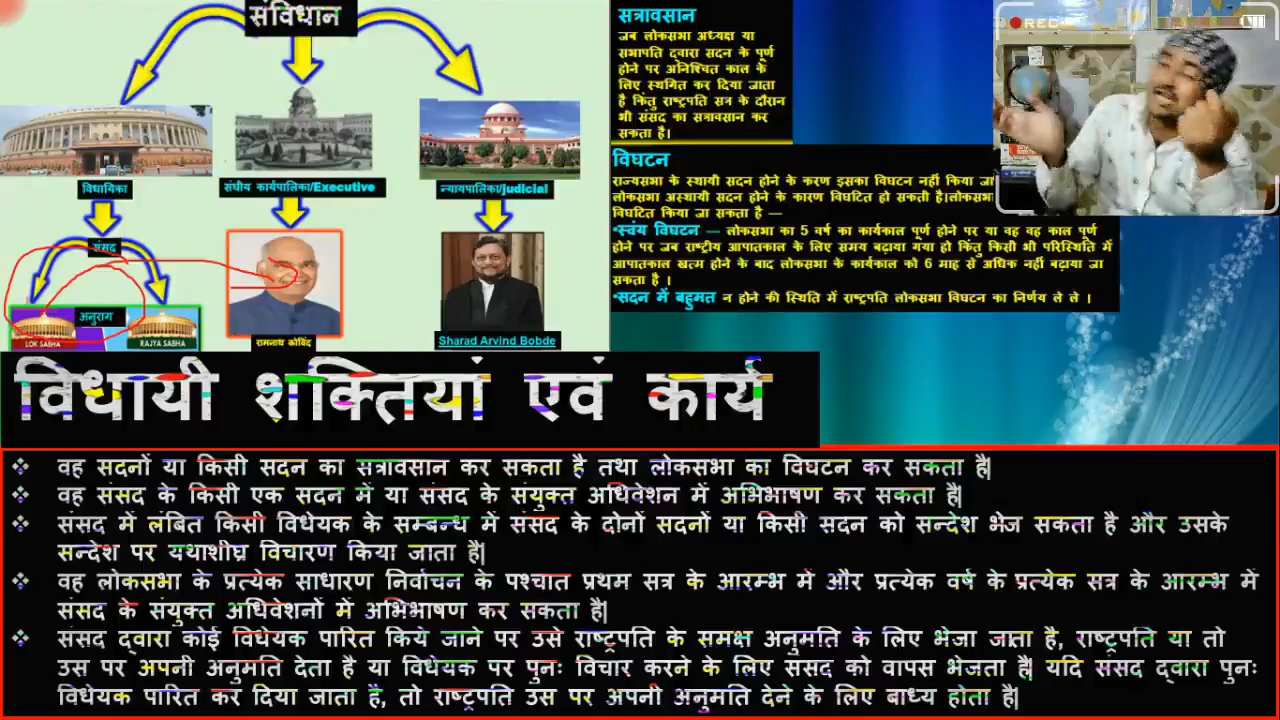 संविधान
विधायिका
संघीय कार्यपालिका/Executive
न्यायपालिका/judicial
संसद
अनुराग
LOK SABHA
RAJYA SABHA
रामनाथ कोविंद
Sharad Arvind Bobde
सत्रावसान
जब लोकसभा अध्यक्ष या
सभापति द्वारा सदन के पूर्ण
होने पर अनिश्चित काल के
लिए स्थगित कर दिया जाता
है किंतु राष्ट्रपति सत्र के दौरान
भी संसद का सत्रावसान कर
सकता है।
विघटन
राज्यसभा के स्थायी सदन होने के करण इसका विघटन नहीं किया जा
लोकसभा अस्थायी सदन होने के कारण विघटित हो सकती है।लोकसभा
विघटित किया जा सकता है —
•स्वंय विघटन — लोकसभा का 5 वर्ष का कार्यकाल पूर्ण होने पर या वह वह काल पूर्ण
होने पर जब राष्ट्रीय आपातकाल के लिए समय बढ़ाया गया हो किंतु किसी भी परिस्थिति में
आपातकाल खत्म होने के बाद लोकसभा के कार्यकाल को 6 माह से अधिक नहीं बढ़ाया जा
सकता है ।
•सदन में बहुमत न होने की स्थिति में राष्ट्रपति लोकसभा विघटन का निर्णय ले ले ।
REC
विधायी शक्तियां एवं कार्य
❖ वह सदनों या किसी सदन का सत्रावसान कर सकता है तथा लोकसभा का विघटन कर सकता है|
❖ वह संसद के किसी एक सदन में या संसद के संयुक्त अधिवेशन में अभिभाषण कर सकता है|
❖ संसद में लंबित किसी विधेयक के सम्बन्ध में संसद के दोनों सदनों या किसी सदन को सन्देश भेज सकता है और उसके
सन्देश पर यथाशीघ्र विचारण किया जाता है|
❖ वह लोकसभा के प्रत्येक साधारण निर्वाचन के पश्चात प्रथम सत्र के आरम्भ में और प्रत्येक वर्ष के प्रत्येक सत्र के आरम्भ में
संसद के संयुक्त अधिवेशनों में अभिभाषण कर सकता है|
❖ संसद द्वारा कोई विधेयक पारित किये जाने पर उसे राष्ट्रपति के समक्ष अनुमति के लिए भेजा जाता है, राष्ट्रपति या तो
उस पर अपनी अनुमति देता है या विधेयक पर पुनः विचार करने के लिए संसद को वापस भेजता है| यदि संसद द्वारा पुनः
विधेयक पारित कर दिया जाता है, तो राष्ट्रपति उस पर अपनी अनुमति देने के लिए बाध्य होता है|